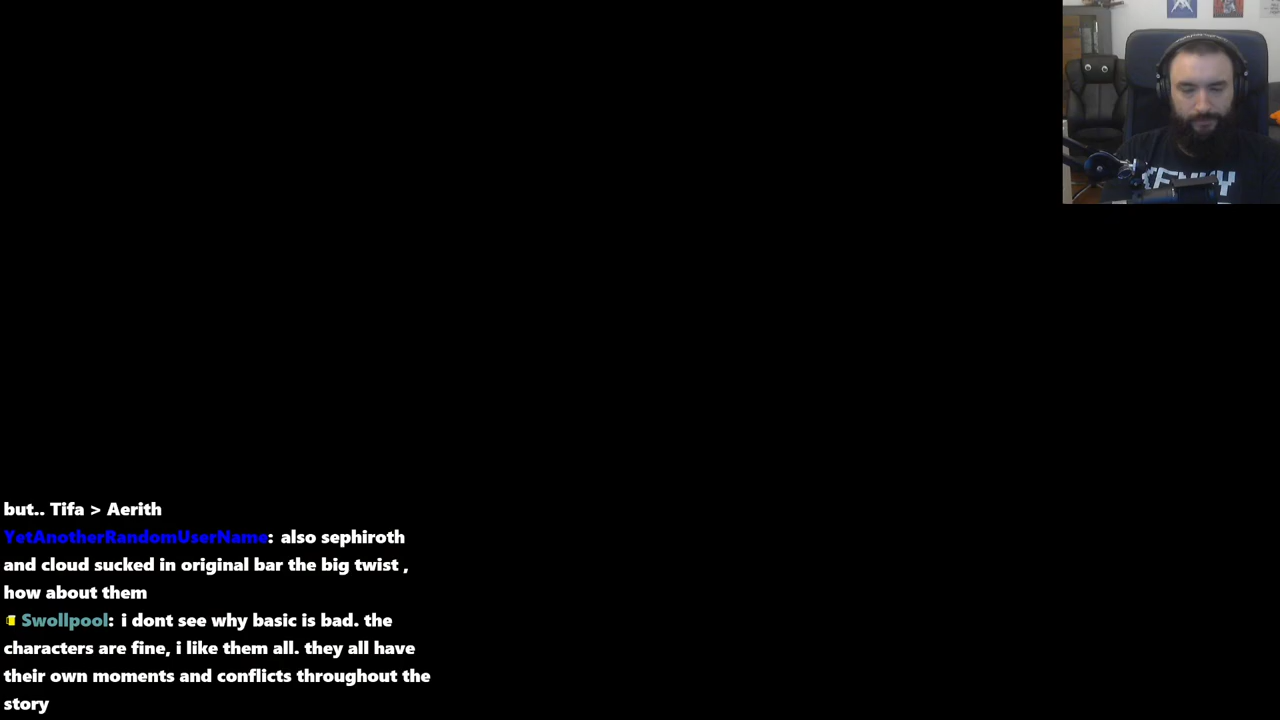 but.. Tifa > Aerith
YetAnotherRandomUserName: also sephiroth
and cloud sucked in original bar the big twist ,
how about them
Swollpool: i dont see why basic is bad. the
characters are fine, i like them all. they all have
their own moments and conflicts throughout the
story